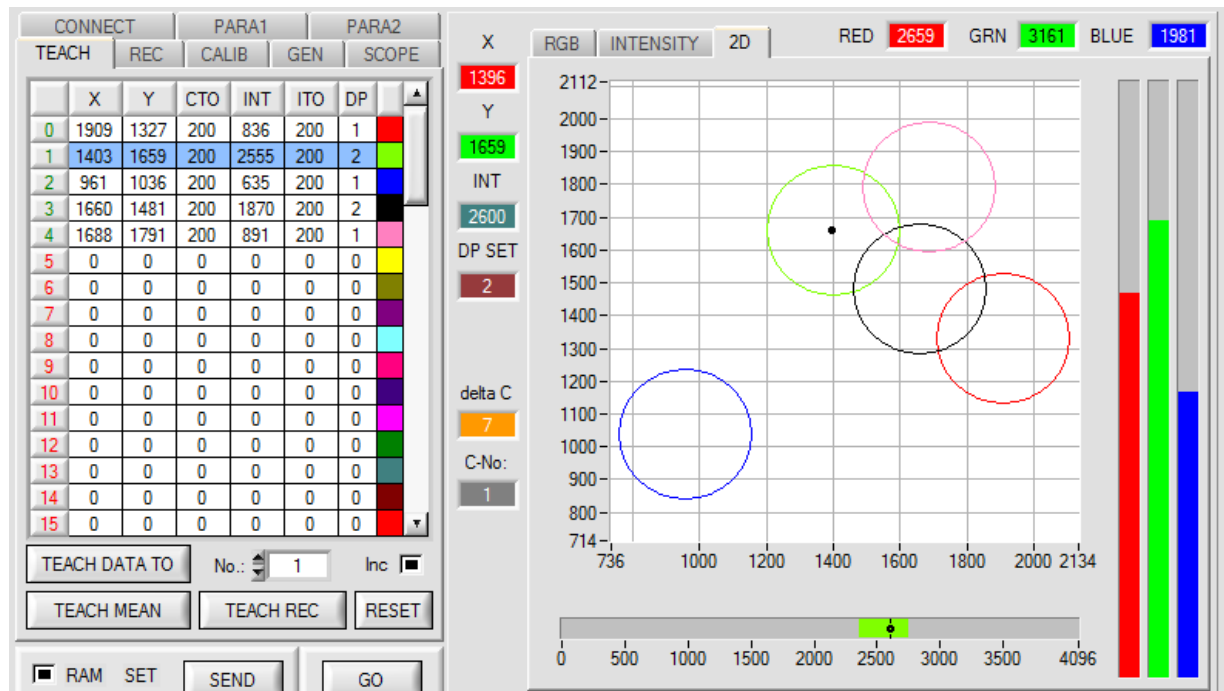 CONNECT PARA1 PARA2
TEACH REC CALIB GEN SCOPE
X Y CTO INT ITO DP
0 1909 1327 200 836 200 1
1 1403 1659 200 2555 200 2
2 961 1036 200 635 200 1
3 1660 1481 200 1870 200 2
4 1688 1791 200 891 200 1
5 0 0 0 0 0 0
6 0 0 0 0 0 0
7 0 0 0 0 0 0
8 0 0 0 0 0 0
9 0 0 0 0 0 0
10 0 0 0 0 0 0
11 0 0 0 0 0 0
12 0 0 0 0 0 0
13 0 0 0 0 0 0
14 0 0 0 0 0 0
15 0 0 0 0 0 0
TEACH DATA TO No.: 1 Inc
TEACH MEAN TEACH REC RESET
RAM SET SEND GO
X
1396
Y
1659
INT
2600
DP SET
2
delta C
7
C-No:
1
RGB INTENSITY 2D RED 2659 GRN 3161 BLUE 1981
2112
2000
1900
1800
1700
1600
1500
1400
1300
1200
1100
1000
900
800
714
736 1000 1200 1400 1600 1800 2000 2134
0 500 1000 1500 2000 2500 3000 3500 4096